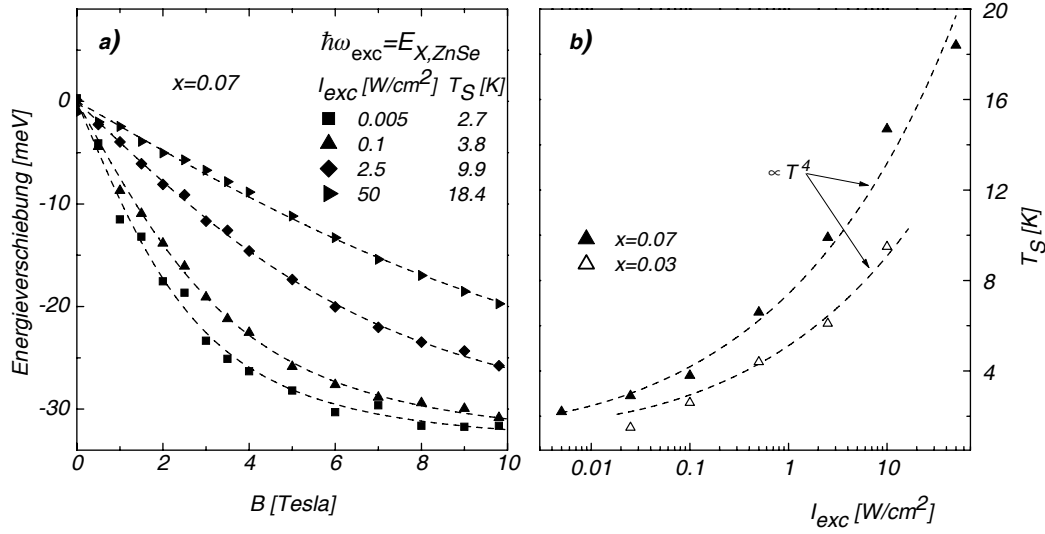 a)
ħω_exc=E_X,ZnSe
x=0.07
I_exc [W/cm²] T_S [K]
0.005 2.7
0.1 3.8
2.5 9.9
50 18.4
0
-10
-20
-30
Energieverschiebung [meV]
0 2 4 6 8 10
B [Tesla]
b)
∝ T⁴
x=0.07
x=0.03
20
16
12
8
4
T_S [K]
0.01 0.1 1 10
I_exc [W/cm²]